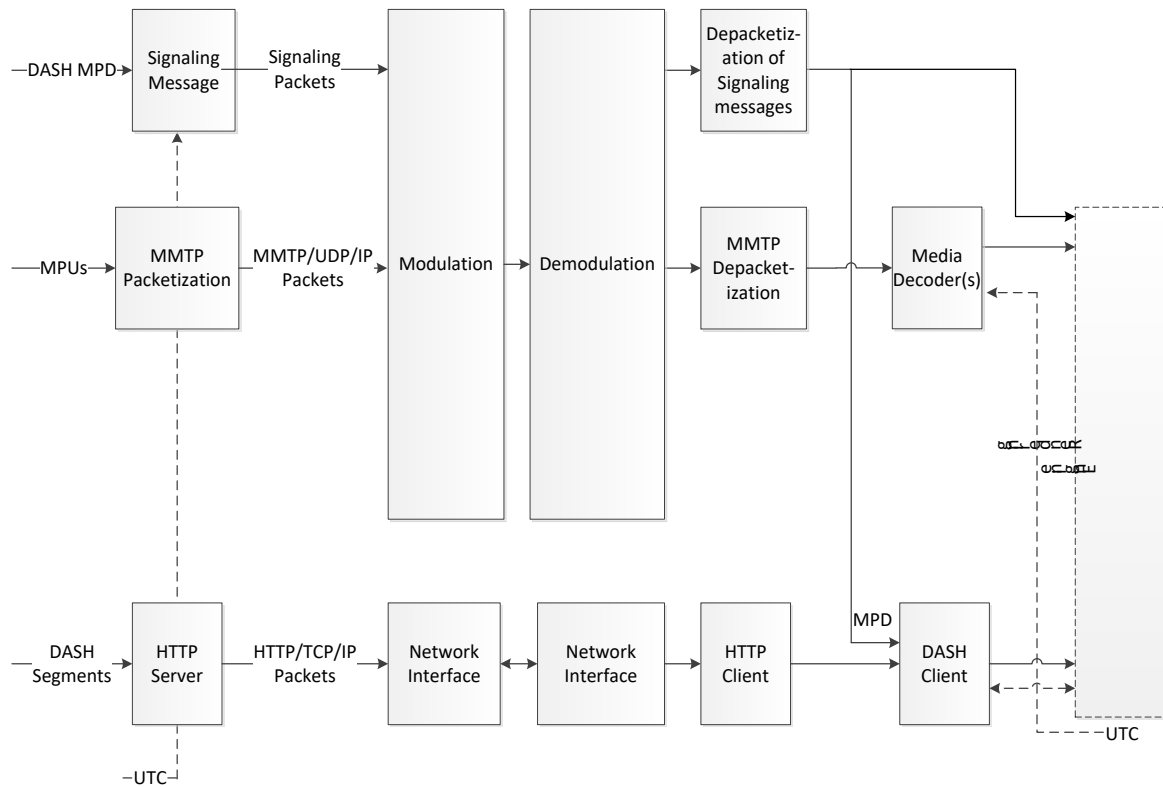 DASH MPD
Signaling
Message
Signaling
Packets
Depacketiz-
ation of
Signaling
messages
MPUs
MMTP
Packetization
MMTP/UDP/IP
Packets
Modulation
Demodulation
MMTP
Depacket-
ization
Media
Decoder(s)
MPD
DASH
Segments
HTTP
Server
HTTP/TCP/IP
Packets
Network
Interface
Network
Interface
HTTP
Client
DASH
Client
UTC
UTC